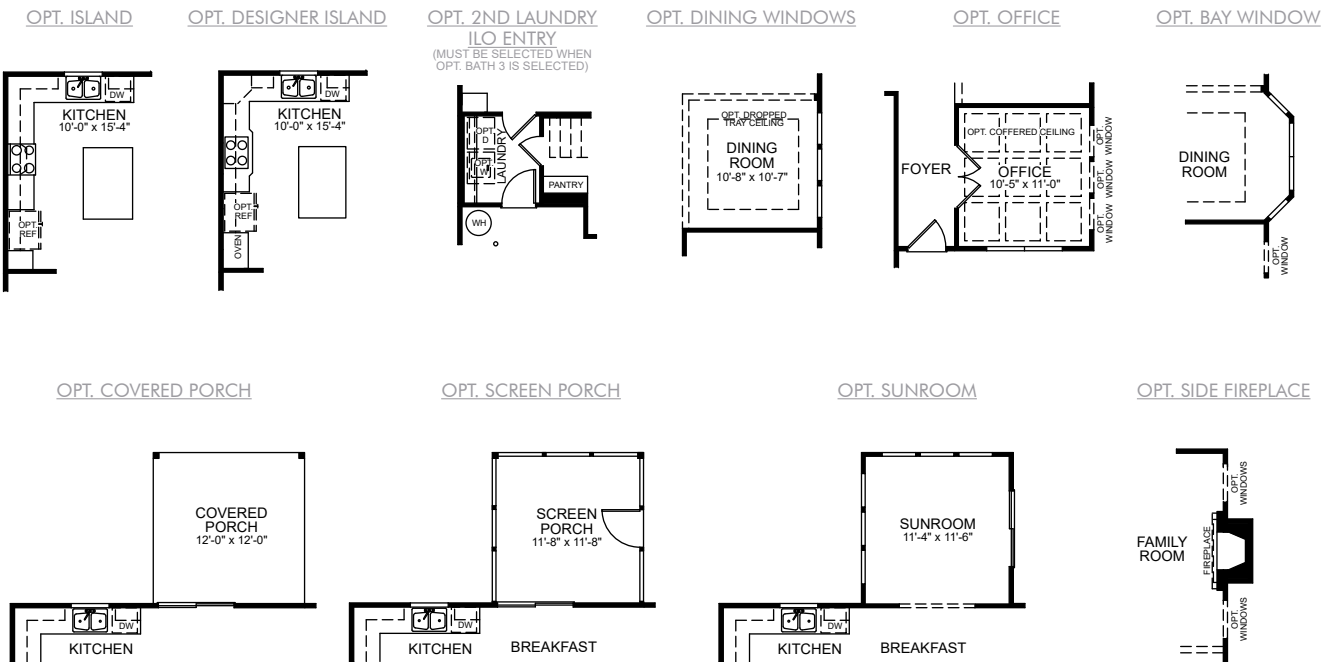 OPT. ISLAND
KITCHEN
10'-0" x 15'-4"
DW
OPT.
REF
OPT. DESIGNER ISLAND
KITCHEN
10'-0" x 15'-4"
DW
OPT.
REF
OVEN
OPT. 2ND LAUNDRY
ILO ENTRY
(MUST BE SELECTED WHEN
OPT. BATH 3 IS SELECTED)
OPT.
D
OPT.
W
LAUNDRY
PANTRY
WH
OPT. DINING WINDOWS
OPT. DROPPED
TRAY CEILING
DINING
ROOM
10'-8" x 10'-7"
OPT. OFFICE
OPT. COFFERED CEILING
FOYER
OFFICE
10'-5" x 11'-0"
OPT.
WINDOW
OPT.
WINDOW
OPT.
WINDOW
OPT. BAY WINDOW
DINING
ROOM
OPT.
WINDOW
OPT. COVERED PORCH
COVERED
PORCH
12'-0" x 12'-0"
DW
KITCHEN
OPT. SCREEN PORCH
SCREEN
PORCH
11'-8" x 11'-8"
DW
KITCHEN
BREAKFAST
OPT. SUNROOM
SUNROOM
11'-4" x 11'-6"
DW
KITCHEN
BREAKFAST
OPT. SIDE FIREPLACE
OPT.
WINDOWS
FAMILY
ROOM
FIREPLACE
OPT.
WINDOWS